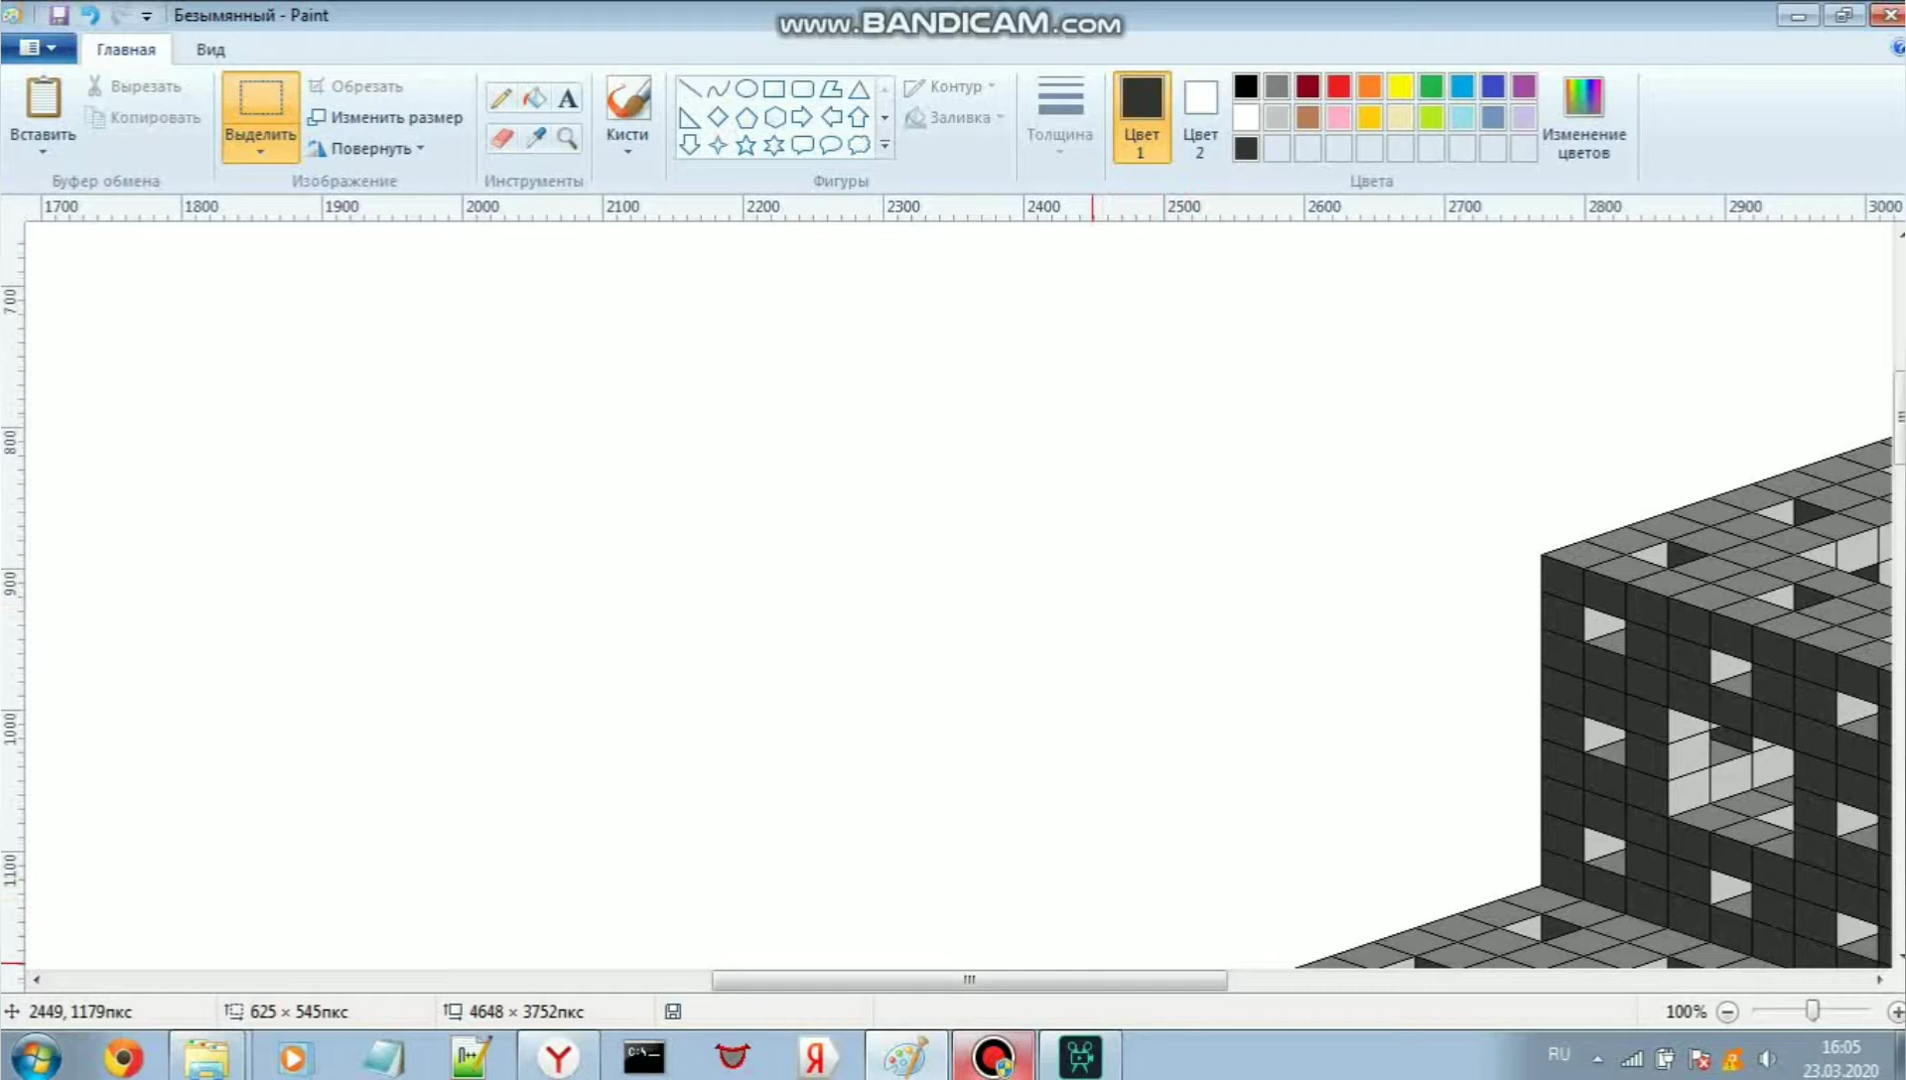 Безымянный - Paint
www.BANDICAM.com
Главная
Вид
Вставить
Вырезать
Копировать
Буфер обмена
Выделить
Обрезать
Изменить размер
Повернуть
Изображение
A
Инструменты
Кисти
Контур
Заливка
Фигуры
Толщина
Цвет
1
Цвет
2
Изменение
цветов
Цвета
1700 1800 1900 2000 2100 2200 2300 2400 2500 2600 2700 2800 2900 3000
700
800
900
1000
1100
2449, 1179пкс
625 × 545пкс
4648 × 3752пкс
100%
Л++
C:\
Y
Я
RU
16:05
23.03.2020